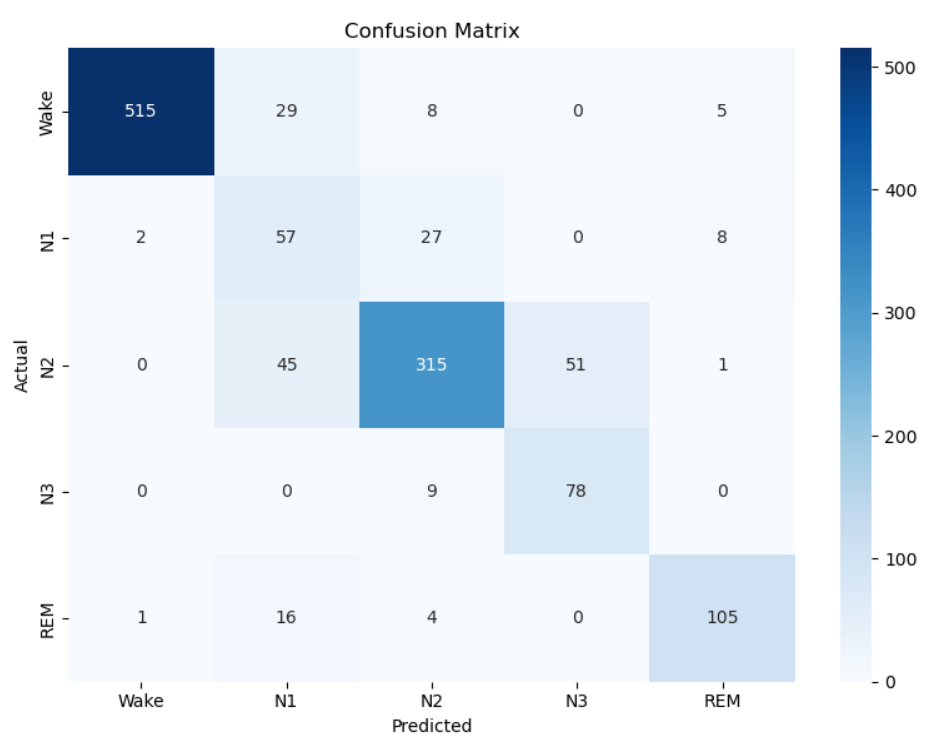 Confusion Matrix
Wake 515 29 8 0 5
N1 2 57 27 0 8
N2 0 45 315 51 1
N3 0 0 9 78 0
REM 1 16 4 0 105
Wake N1 N2 N3 REM
Predicted
Actual
500
400
300
200
100
0